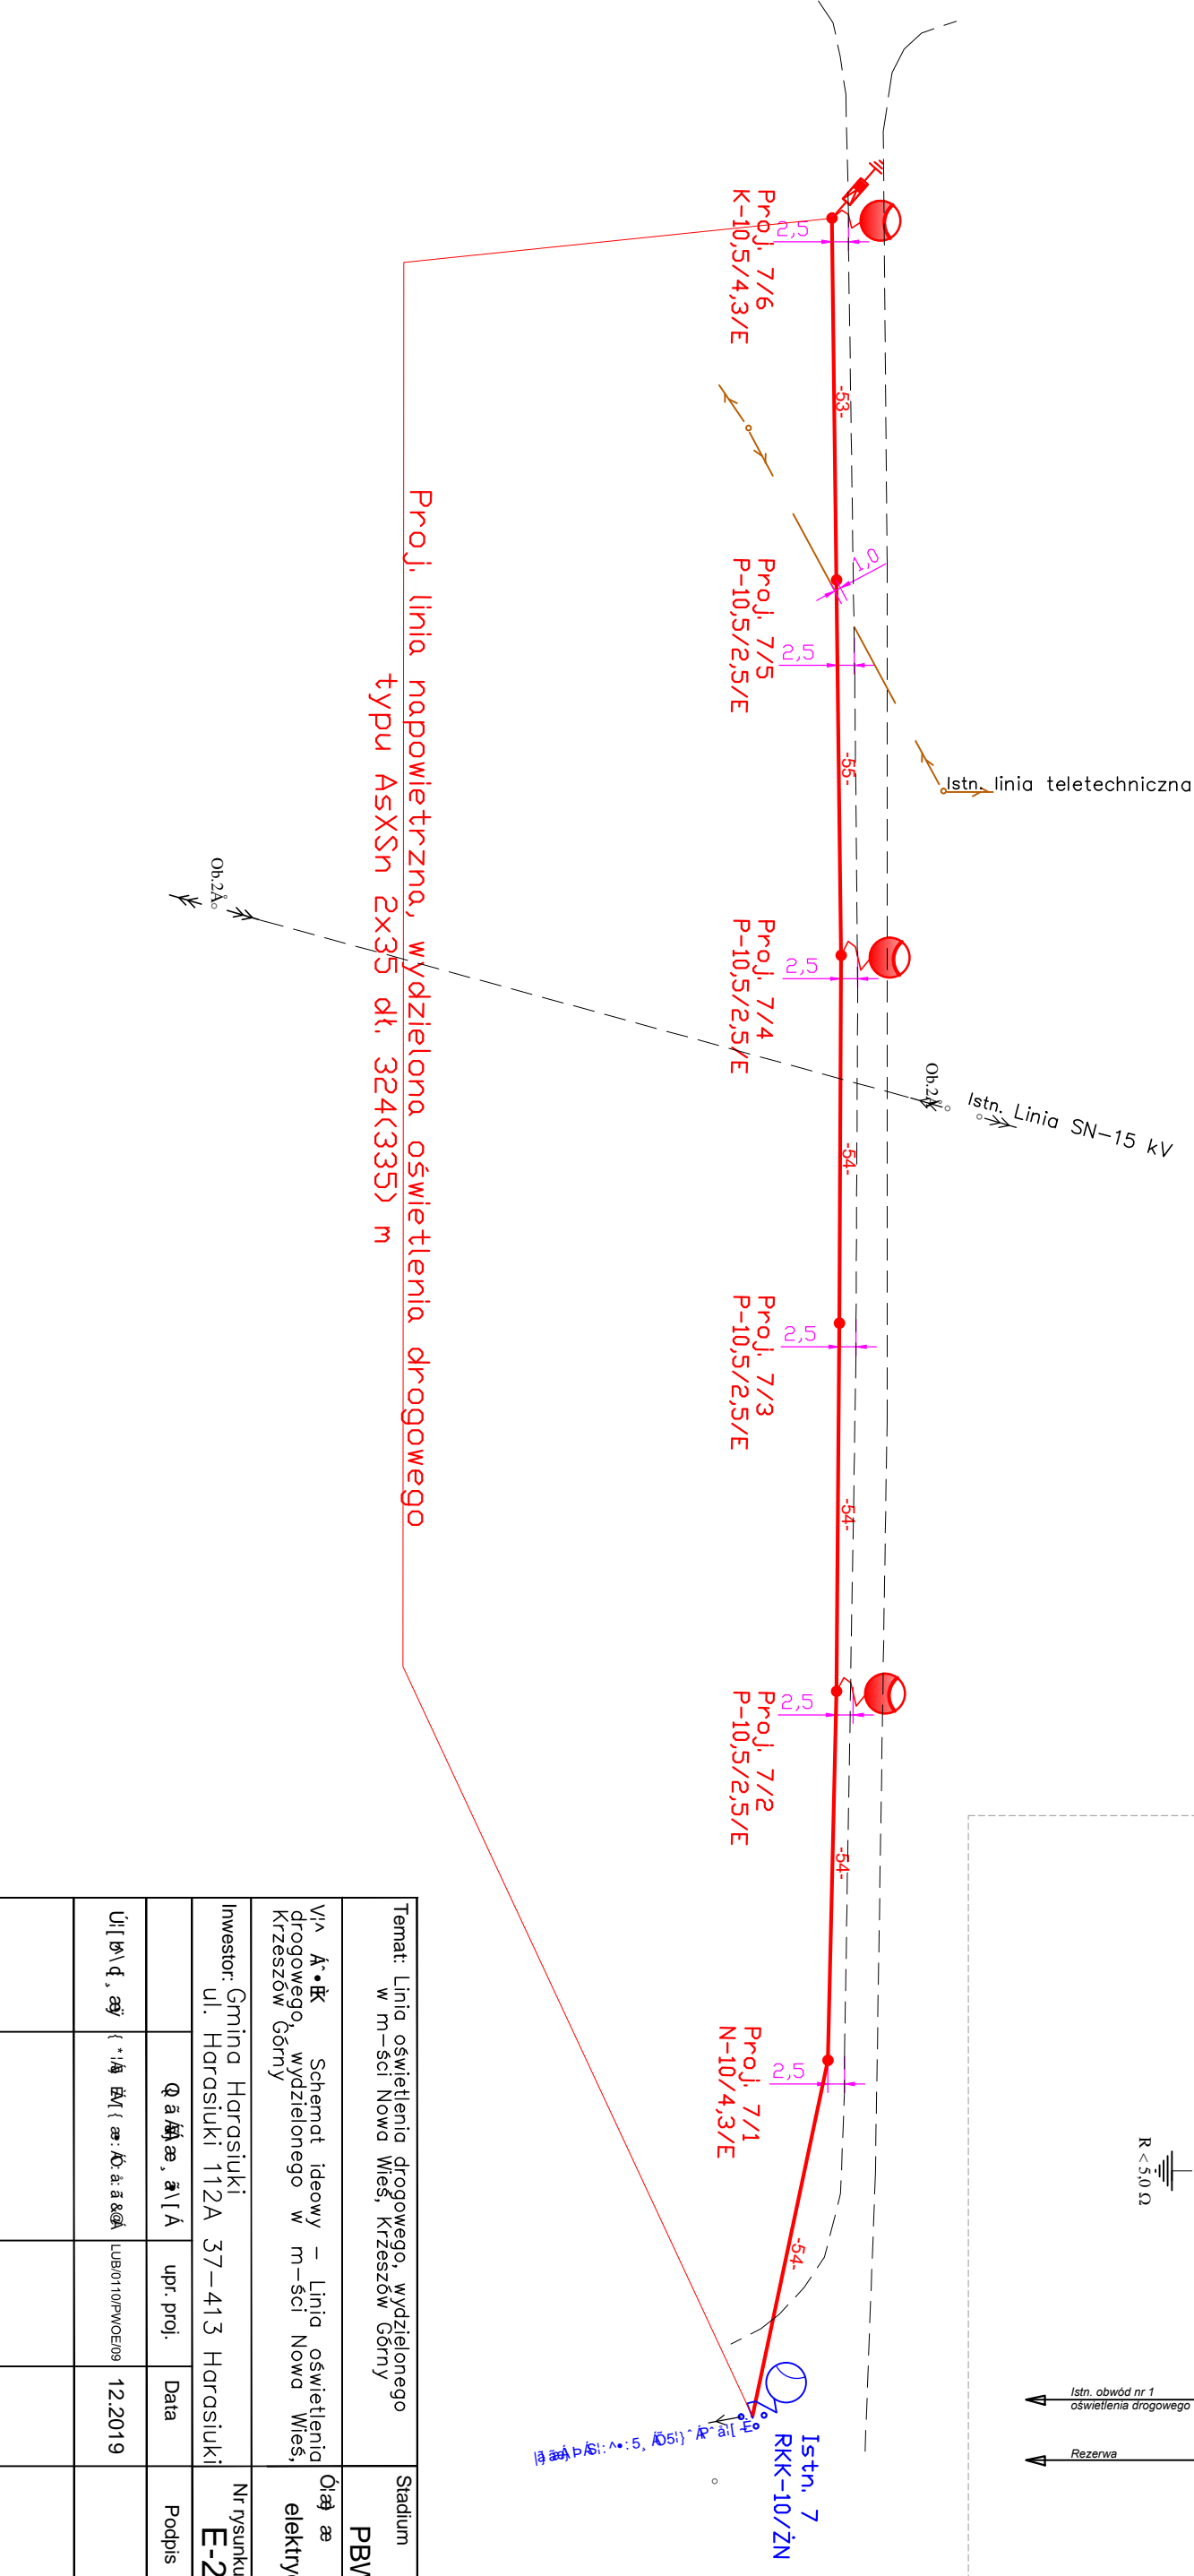 Proj. 7/6
K-10,5/4,3/E
2,5
-53-
1,0
Proj. 7/5
P-10,5/2,5/E
2,5
-55-
Istn. linia teletechniczna
Proj. 7/4
P-10,5/2,5/E
2,5
Istn. Linia SN-15 kV
-54-
Proj. 7/3
P-10,5/2,5/E
2,5
-54-
Proj. 7/2
P-10,5/2,5/E
2,5
-54-
Proj. 7/1
N-10/4,3/E
2,5
-54-
Istn. 7
RKK-10/ŻN
Proj. linia napowietrzna, wydzielona oświetlenia drogowego
typu AsXSn 2x35 dł. 324(335) m
R < 5,0 Ω
Istn. obwód nr 1
oświetlenia drogowego
Rezerwa
Temat: Linia oświetlenia drogowego, wydzielonego
w m-ści Nowa Wieś, Krzeszów Górny
Stadium
Schemat ideowy - Linia oświetlenia
drogowego, wydzielonego w m-ści Nowa Wieś,
Krzeszów Górny
Inwestor: Gmina Harasiuki
ul. Harasiuki 112A 37-413 Harasiuki
Nr rysunku
E-2
upr. proj.
Data
Podpis
LUB/0110/PWOE/09
12.2019